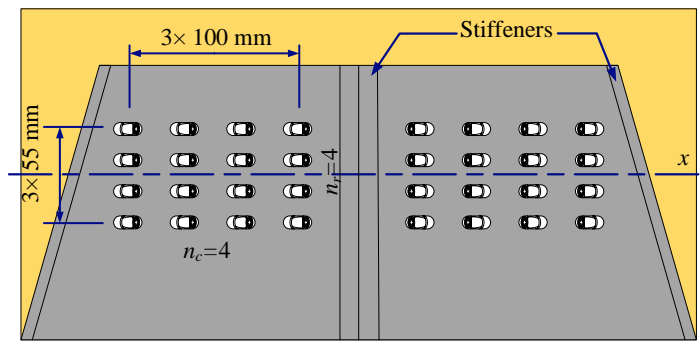 3× 100 mm
Stiffeners
3× 55 mm
n_r=4
x
n_c=4